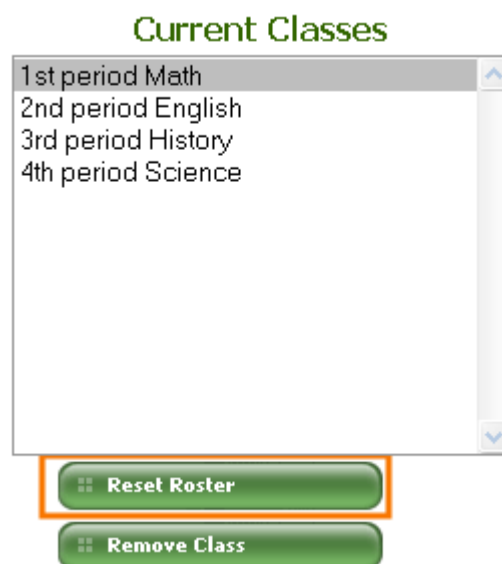 Current Classes
1st period Math
2nd period English
3rd period History
4th period Science
Reset Roster
Remove Class